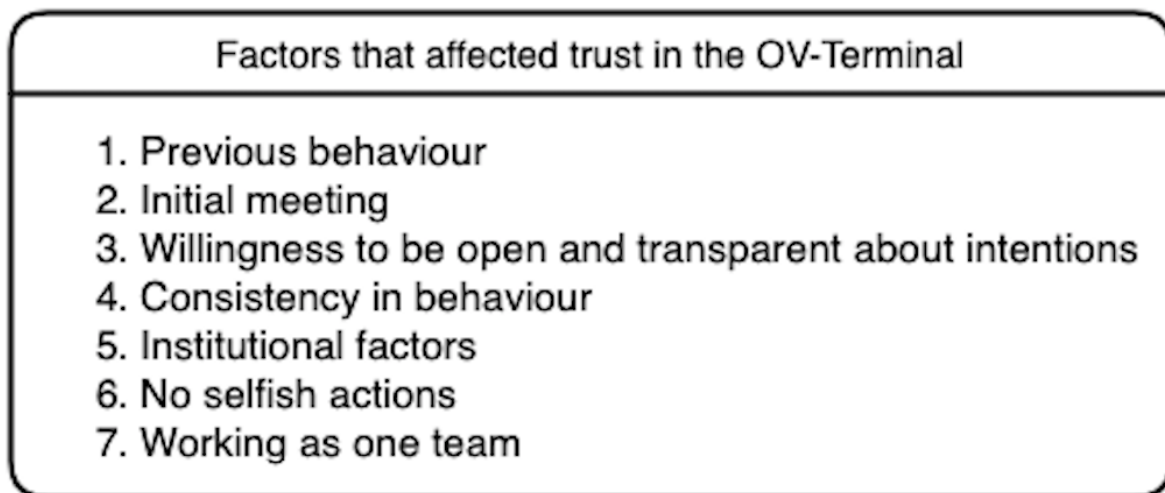 Factors that affected trust in the OV-Terminal
1. Previous behaviour
2. Initial meeting
3. Willingness to be open and transparent about intentions
4. Consistency in behaviour
5. Institutional factors
6. No selfish actions
7. Working as one team